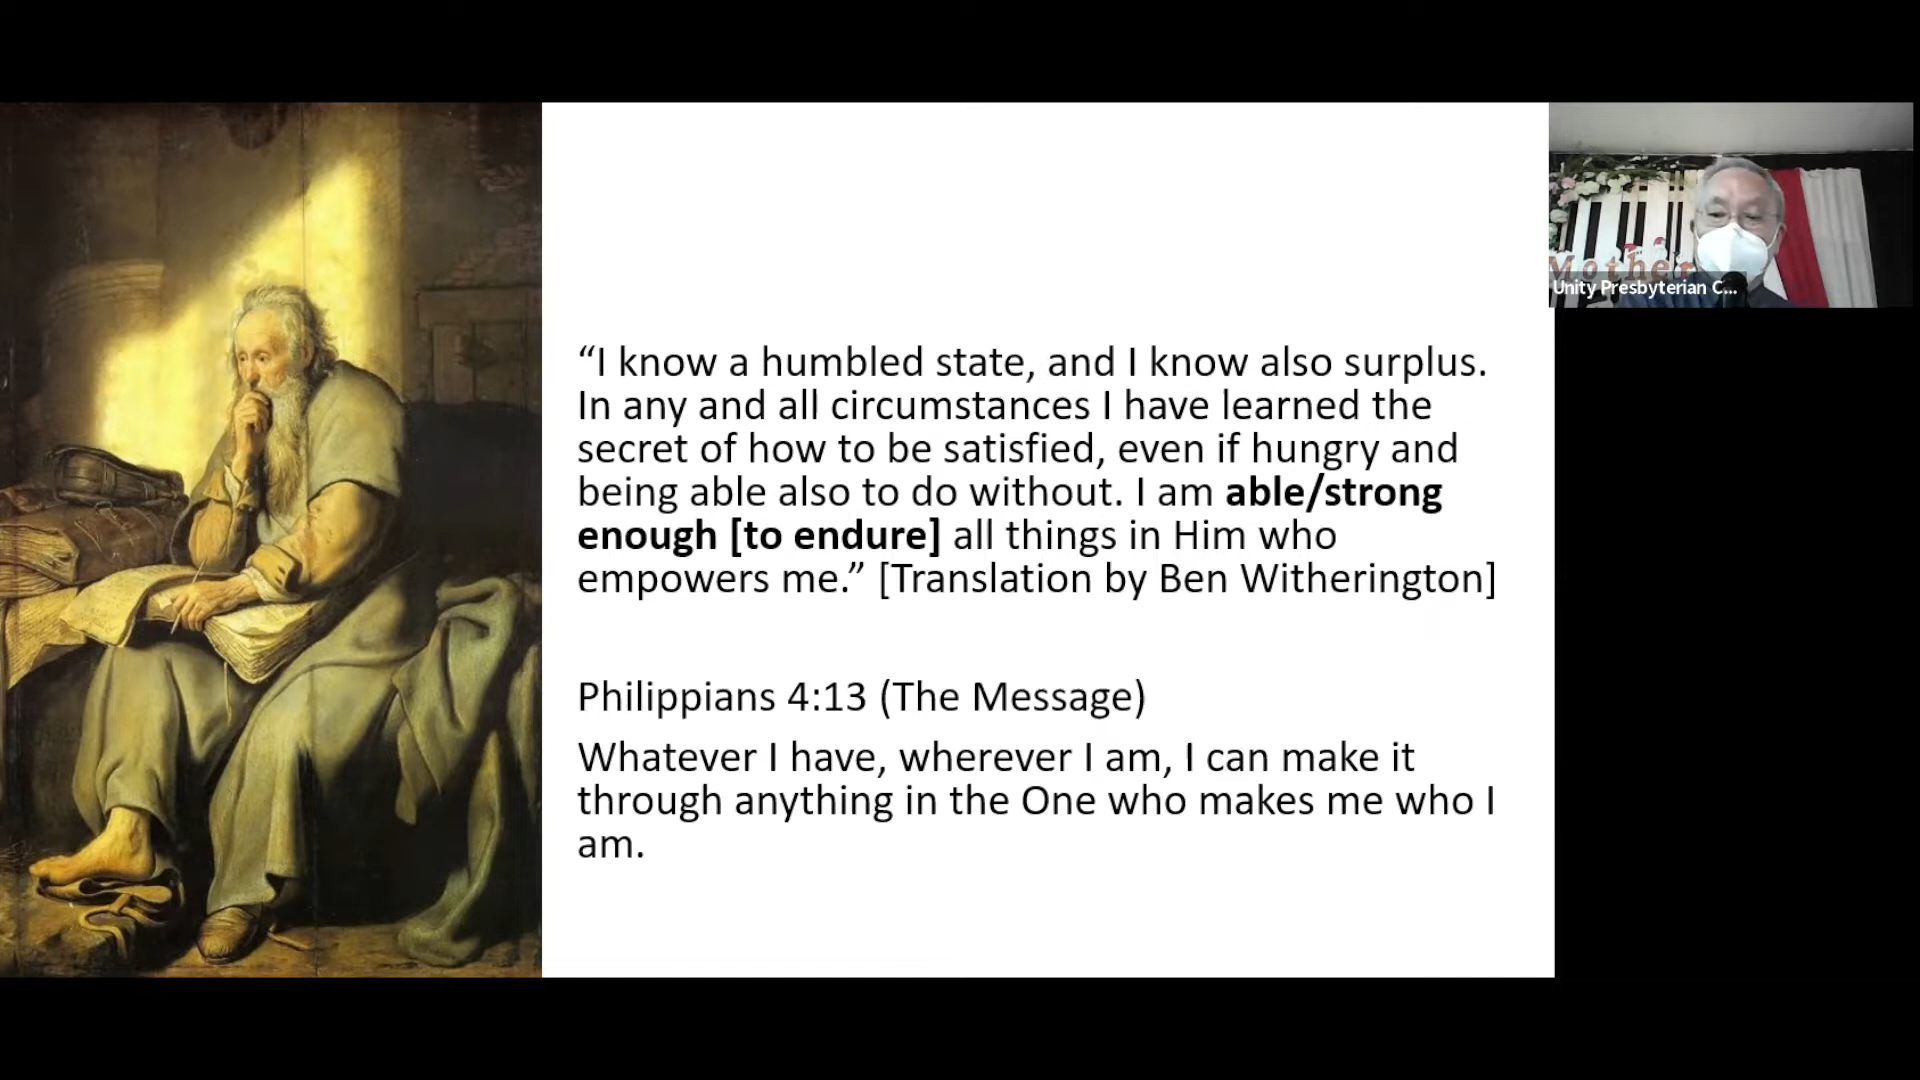 “I know a humbled state, and I know also surplus.
In any and all circumstances I have learned the
secret of how to be satisfied, even if hungry and
being able also to do without. I am able/strong
enough [to endure] all things in Him who
empowers me.” [Translation by Ben Witherington]
Philippians 4:13 (The Message)
Whatever I have, wherever I am, I can make it
through anything in the One who makes me who I
am.
Mother
Unity Presbyterian C...